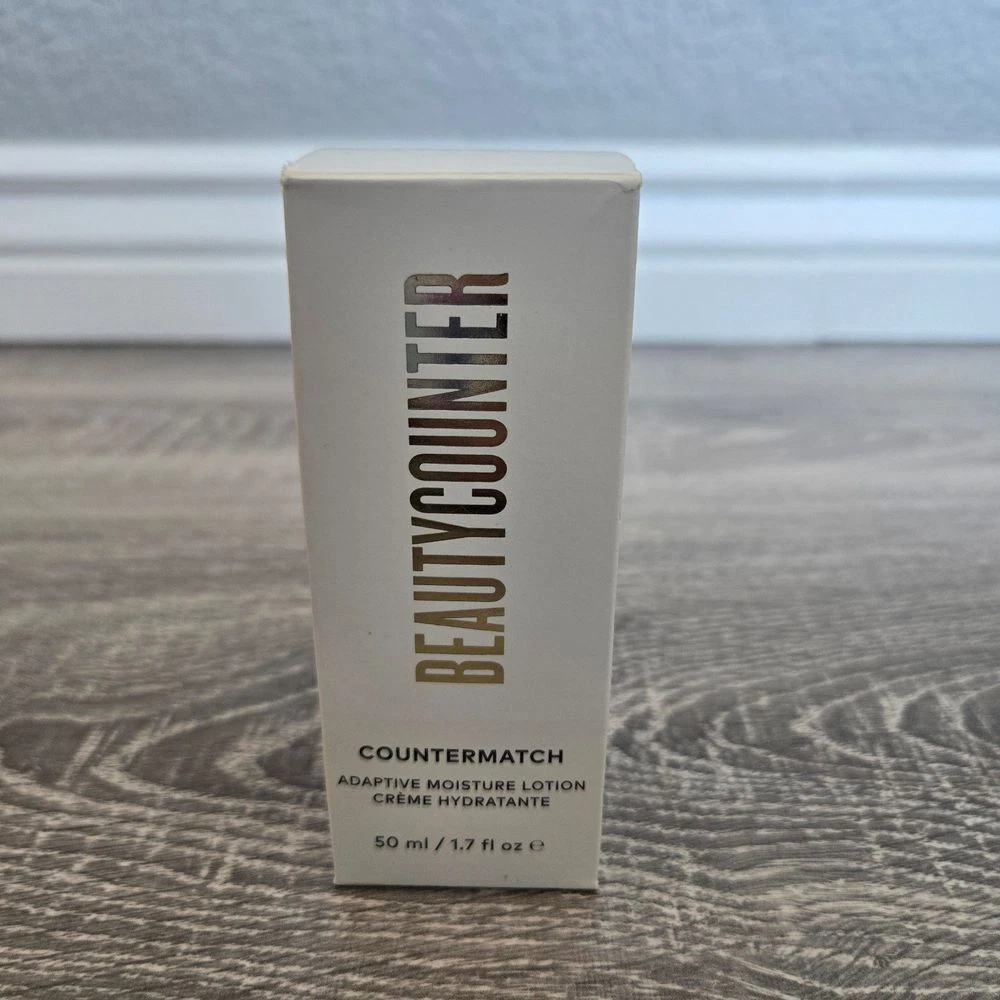 BEAUTYCOUNTER
COUNTERMATCH
ADAPTIVE MOISTURE LOTION
CRÈME HYDRATANTE
50 ml / 1.7 fl oz ℮